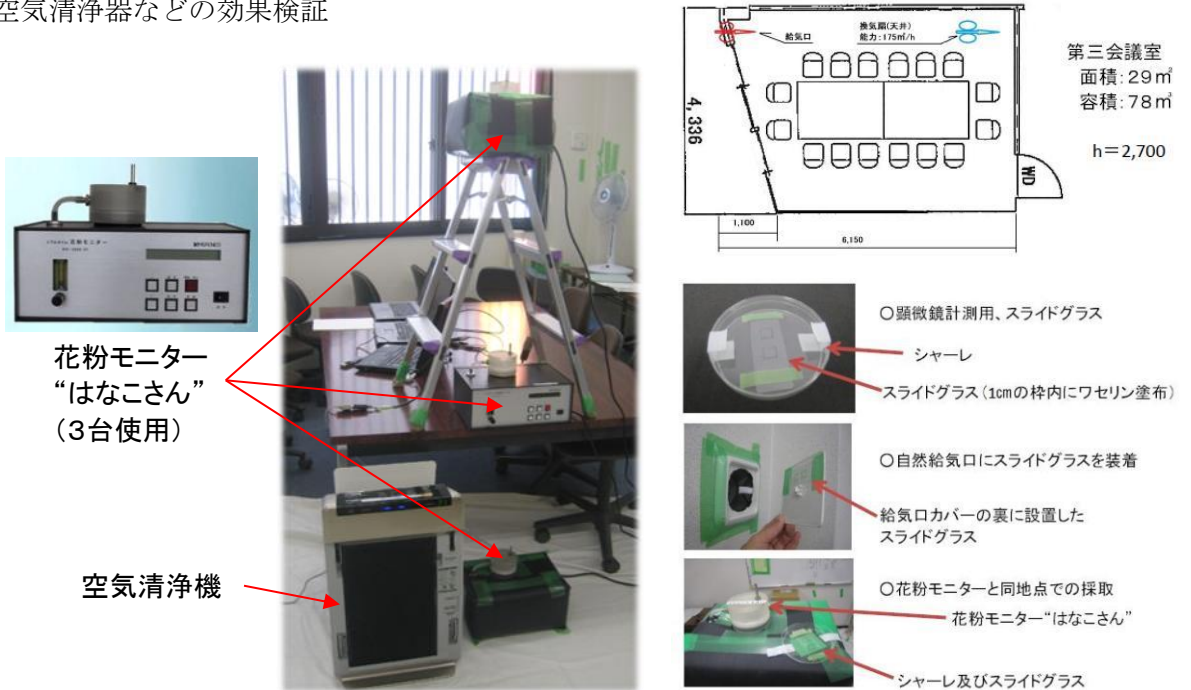 空気清浄器などの効果検証
給気口
換気扇(天井)
能力:175㎥/h
4,336
WD
1,100
6,150
第三会議室
面積:29㎡
容積:78㎥
h=2,700
花粉モニター
花粉モニター
“はなこさん”
(3台使用)
空気清浄機
○顕微鏡計測用、スライドグラス
シャーレ
スライドグラス(1㎝の枠内にワセリン塗布)
○自然給気口にスライドグラスを装着
給気口カバーの裏に設置した
スライドグラス
○花粉モニターと同地点での採取
花粉モニター“はなこさん”
シャーレ及びスライドグラス